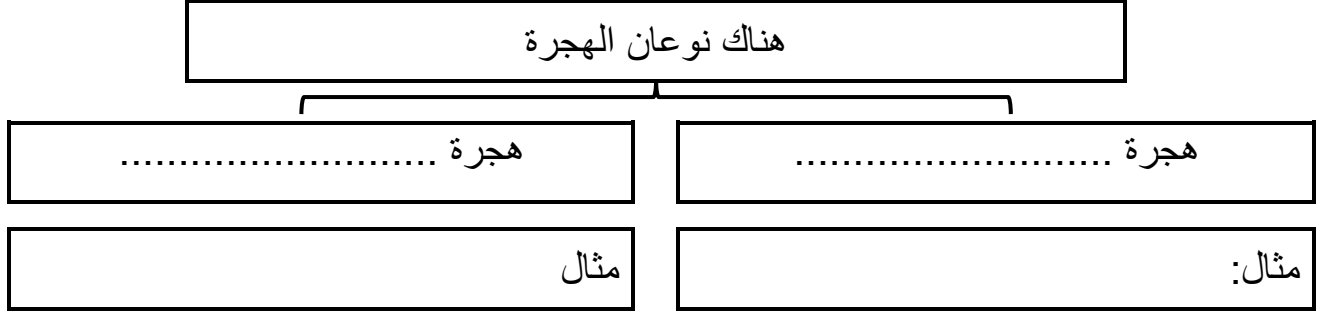 هناك نوعان الهجرة
هجرة ...........................
هجرة ...........................
مثال:
مثال